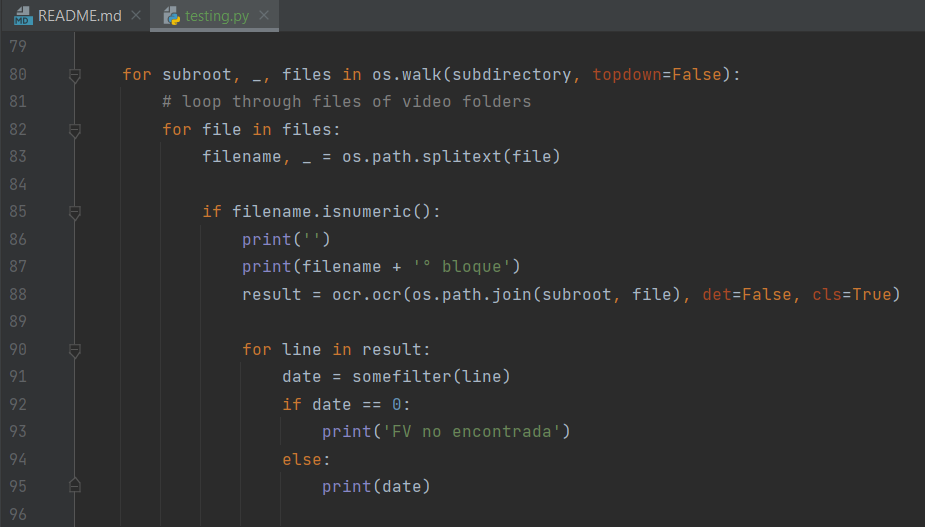 README.md testing.py
79
80 for subroot, _, files in os.walk(subdirectory, topdown=False):
81 # loop through files of video folders
82 for file in files:
83 filename, _ = os.path.splitext(file)
84
85 if filename.isnumeric():
86 print('')
87 print(filename + '° bloque')
88 result = ocr.ocr(os.path.join(subroot, file), det=False, cls=True)
89
90 for line in result:
91 date = somefilter(line)
92 if date == 0:
93 print('FV no encontrada')
94 else:
95 print(date)
96